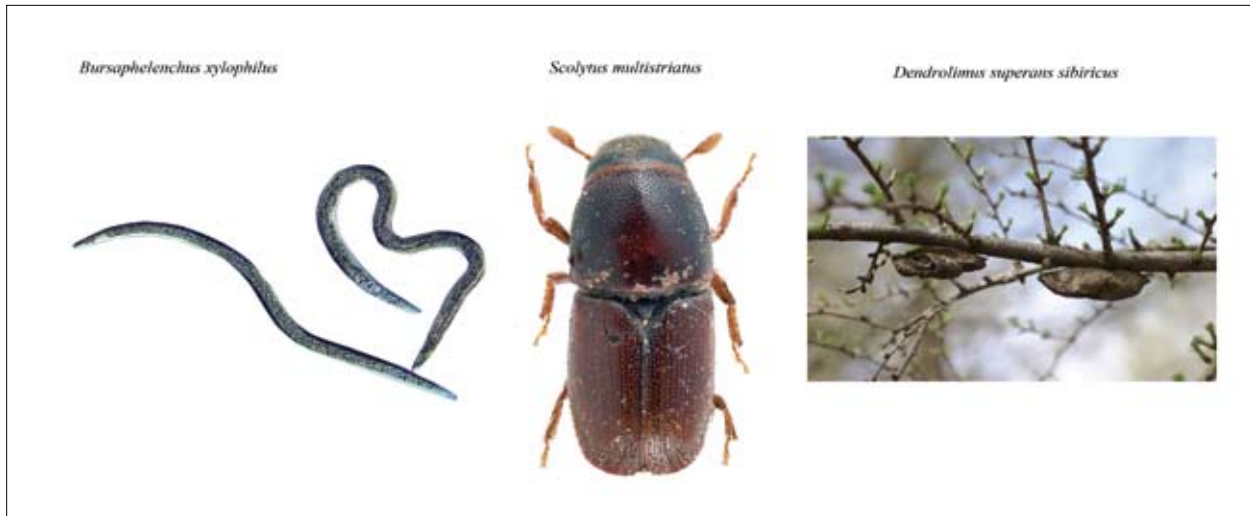 Bursaphelenchus xylophilus
Scolytus multistriatus
Dendrolimus superans sibiricus